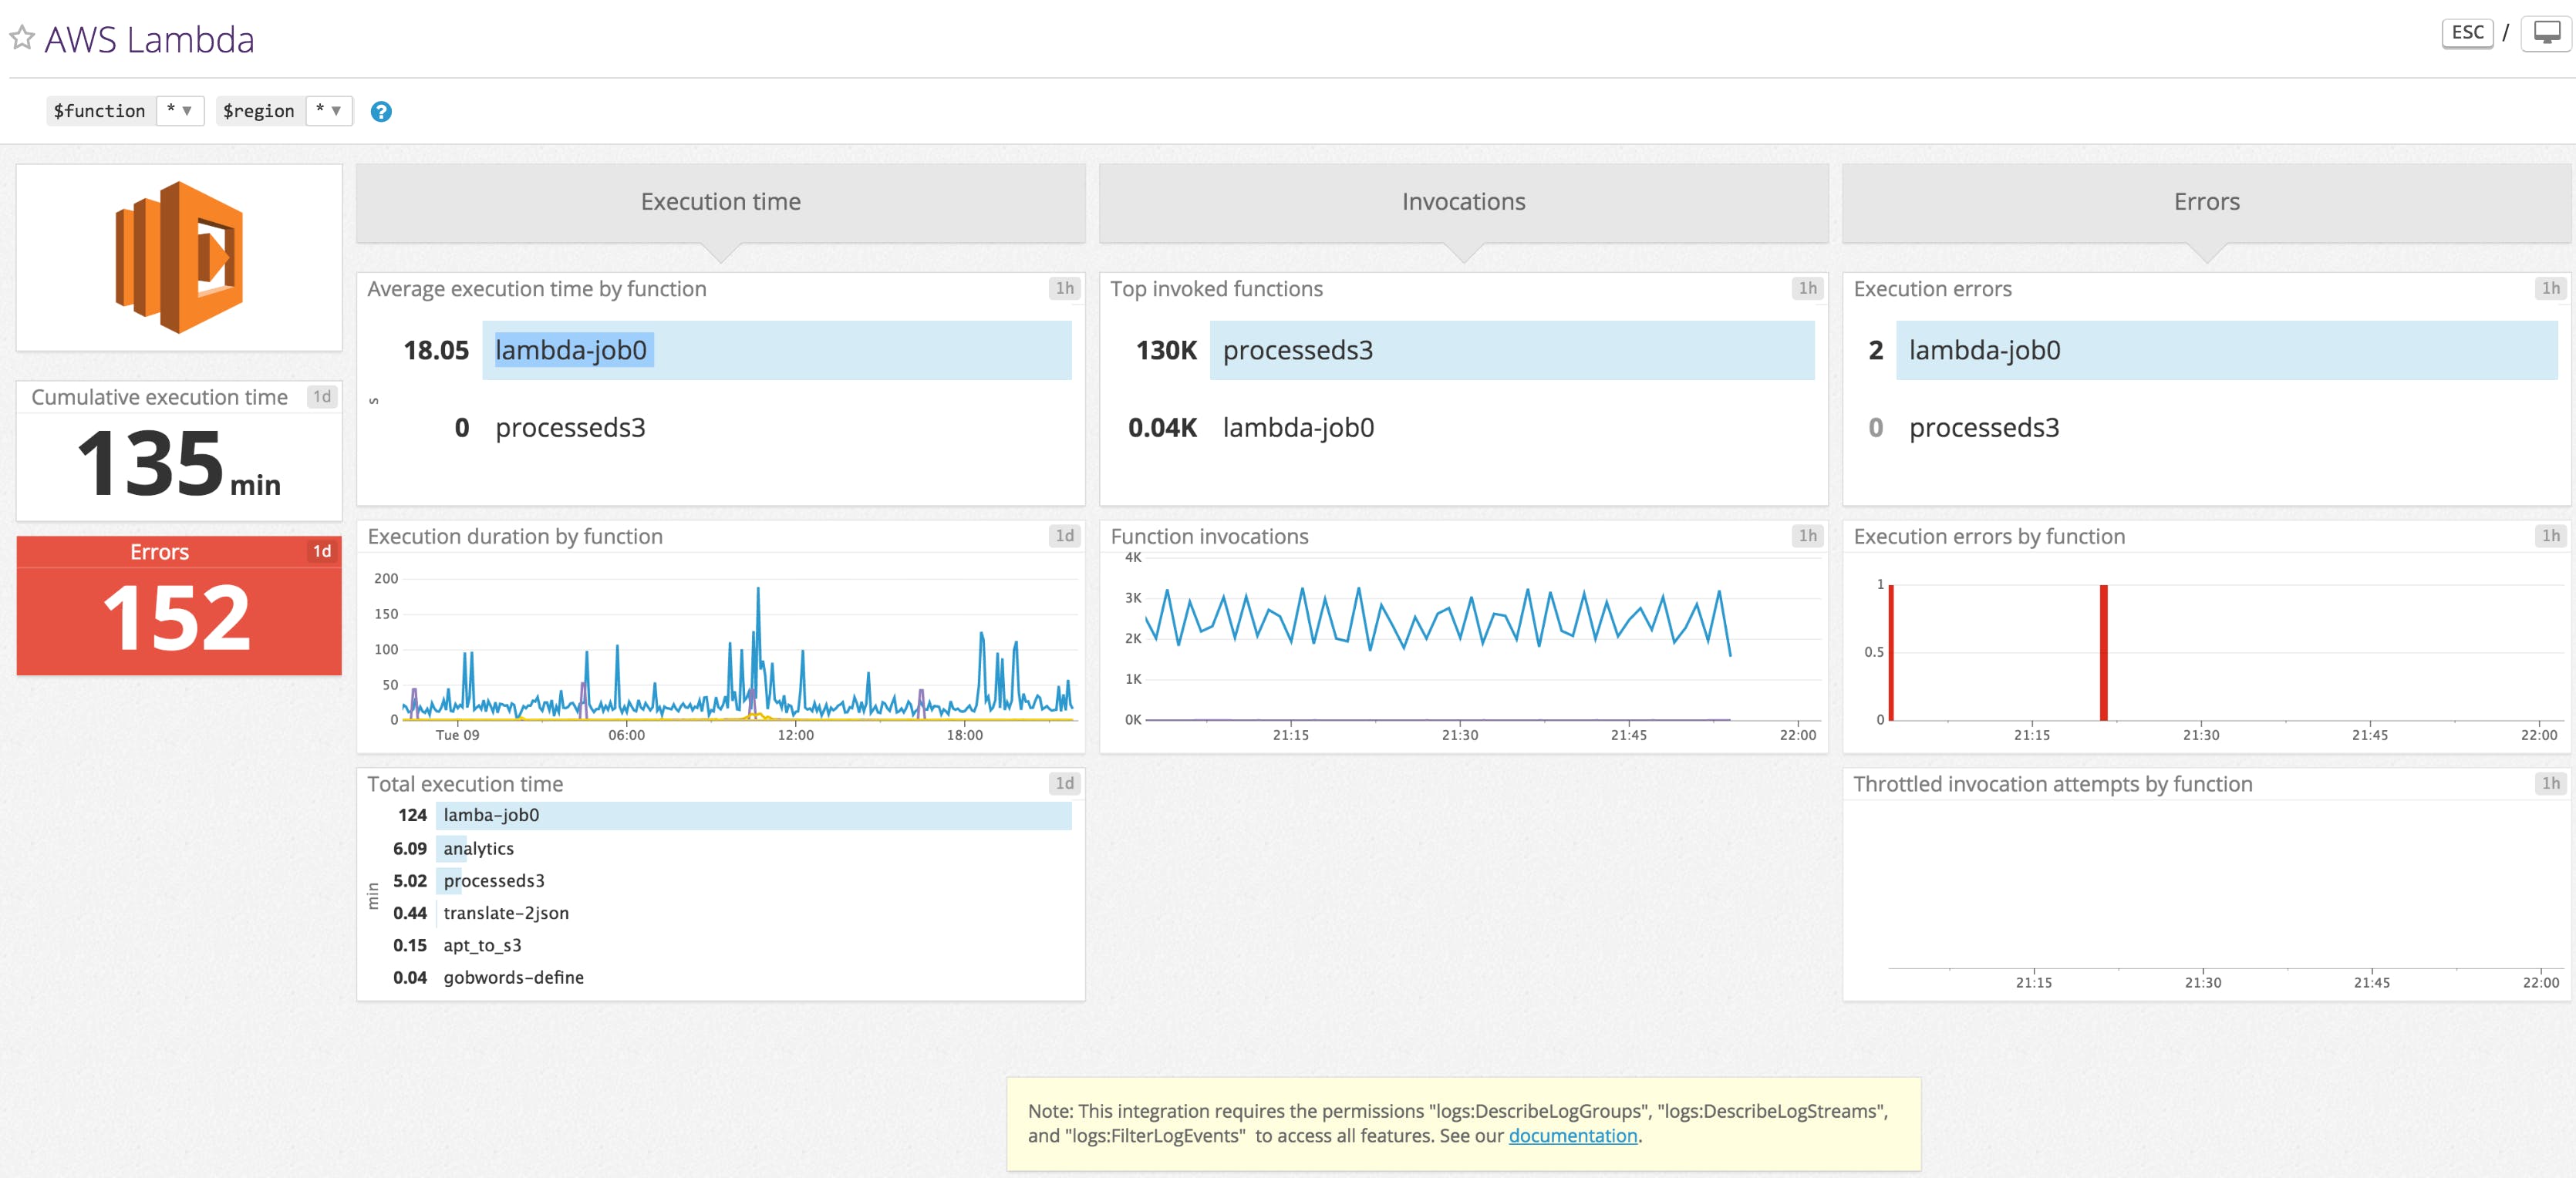 AWS Lambda
ESC /
$function * ▼ $region * ▼ ?
Cumulative execution time 1d
135 min
Errors 1d
152
Execution time
Average execution time by function 1h
18.05 lambda-job0
s
0 processeds3
Execution duration by function 1d
200
150
100
50
0
Tue 09 06:00 12:00 18:00
Total execution time 1d
124 lamba-job0
6.09 analytics
5.02 processeds3
min
0.44 translate-2json
0.15 apt_to_s3
0.04 gobwords-define
Invocations
Top invoked functions 1h
130K processeds3
0.04K lambda-job0
Function invocations 1h
4K
3K
2K
1K
0K
21:15 21:30 21:45 22:00
Errors
Execution errors 1h
2 lambda-job0
0 processeds3
Execution errors by function 1h
1
0.5
0
21:15 21:30 21:45 22:00
Throttled invocation attempts by function 1h
21:15 21:30 21:45 22:00
Note: This integration requires the permissions "logs:DescribeLogGroups", "logs:DescribeLogStreams",
and "logs:FilterLogEvents" to access all features. See our documentation.